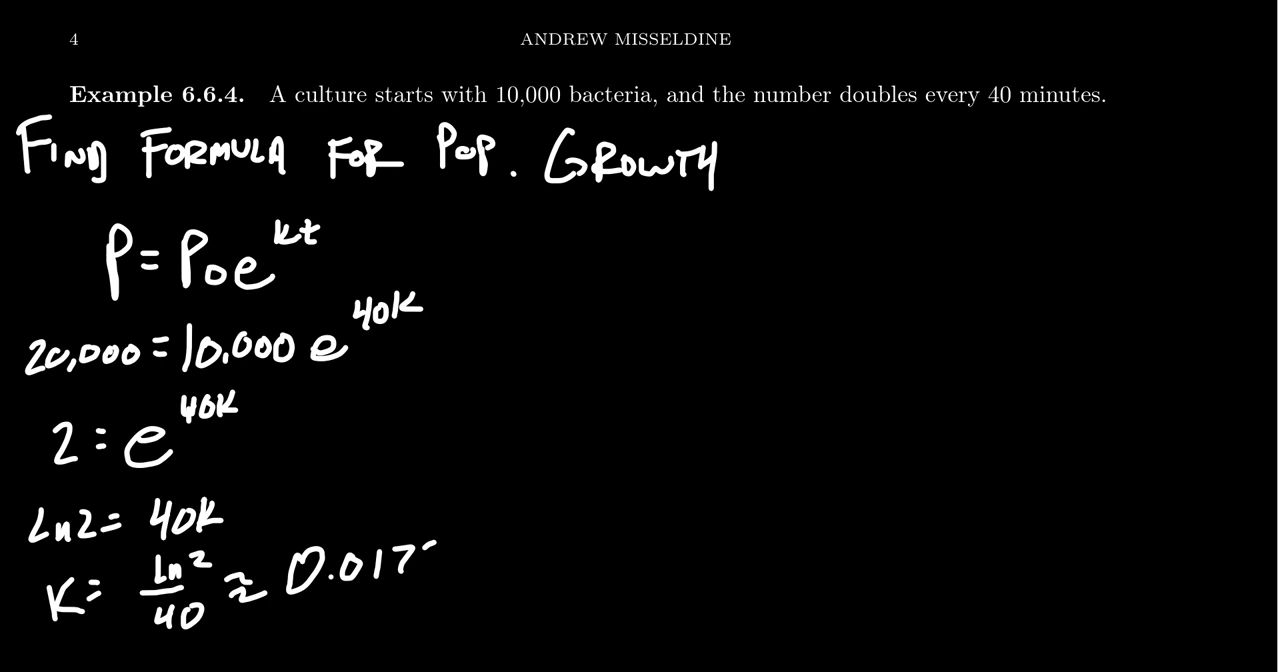 4 ANDREW MISSELDINE
Example 6.6.4. A culture starts with 10,000 bacteria, and the number doubles every 40 minutes.
FIND FORMULA FOR POP. GROWTH
P = P₀e^kt
20,000 = 10,000 e^40k
2 = e^40k
Ln2 = 40k
K = Ln2/40 ≈ 0.017